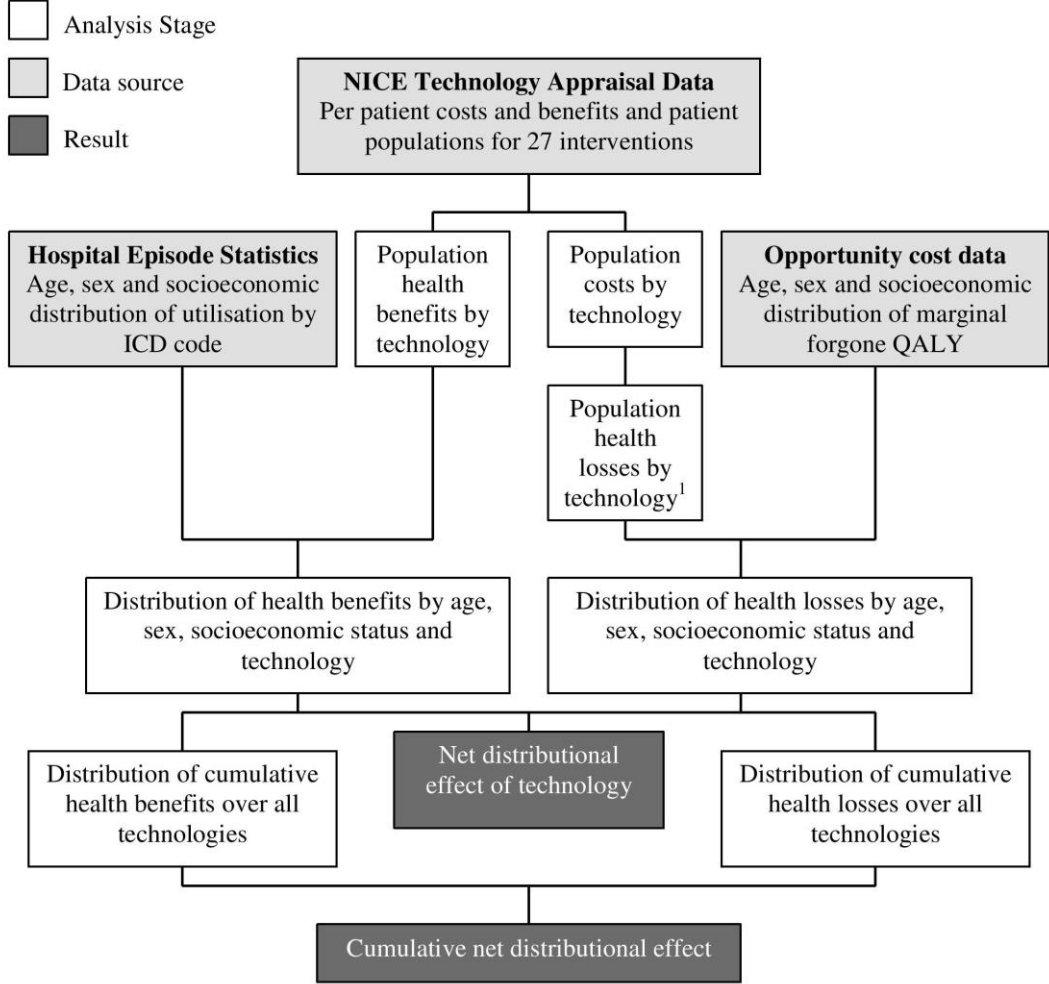 Analysis Stage
Data source
Result
NICE Technology Appraisal Data
Per patient costs and benefits and patient
populations for 27 interventions
Hospital Episode Statistics
Age, sex and socioeconomic
distribution of utilisation by
ICD code
Population
health
benefits by
technology
Population
costs by
technology
Opportunity cost data
Age, sex and socioeconomic
distribution of marginal
forgone QALY
Population
health
losses by
technology¹
Distribution of health benefits by age,
sex, socioeconomic status and
technology
Distribution of health losses by age,
sex, socioeconomic status and
technology
Distribution of cumulative
health benefits over all
technologies
Net distributional
effect of technology
Distribution of cumulative
health losses over all
technologies
Cumulative net distributional effect